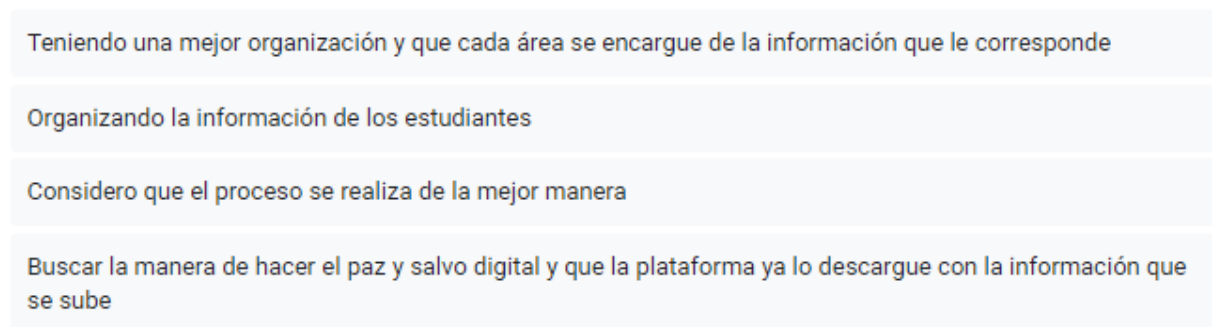 Teniendo una mejor organización y que cada área se encargue de la información que le corresponde
Organizando la información de los estudiantes
Considero que el proceso se realiza de la mejor manera
Buscar la manera de hacer el paz y salvo digital y que la plataforma ya lo descargue con la información que
se sube